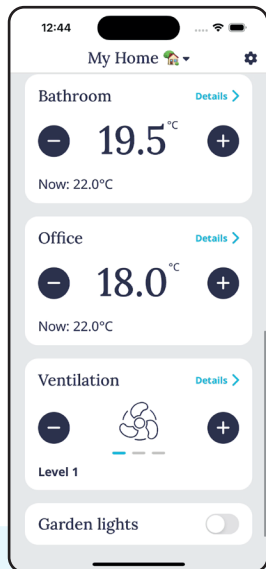 12:44
My Home
Bathroom
Details
19.5 °C
Now: 22.0°C
Office
Details
18.0 °C
Now: 22.0°C
Ventilation
Details
Level 1
Garden lights